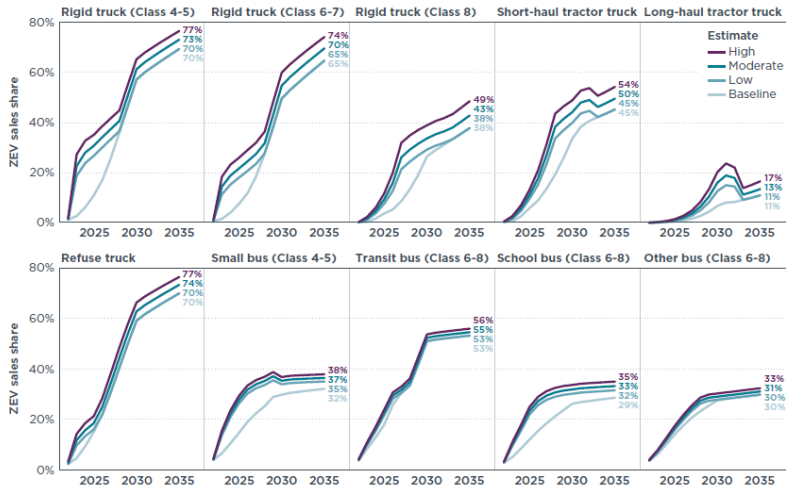 Rigid truck (Class 4-5)
Rigid truck (Class 6-7)
Rigid truck (Class 8)
Short-haul tractor truck
Long-haul tractor truck
ZEV sales share
80%
60%
40%
20%
0%
77%
73%
70%
70%
74%
70%
65%
65%
49%
43%
38%
38%
54%
50%
45%
45%
Estimate
High
Moderate
Low
Baseline
17%
13%
11%
11%
2025 2030 2035
2025 2030 2035
2025 2030 2035
2025 2030 2035
2025 2030 2035
Refuse truck
Small bus (Class 4-5)
Transit bus (Class 6-8)
School bus (Class 6-8)
Other bus (Class 6-8)
ZEV sales share
80%
60%
40%
20%
0%
77%
74%
70%
70%
38%
37%
35%
32%
56%
55%
53%
53%
35%
33%
32%
29%
33%
31%
30%
30%
2025 2030 2035
2025 2030 2035
2025 2030 2035
2025 2030 2035
2025 2030 2035